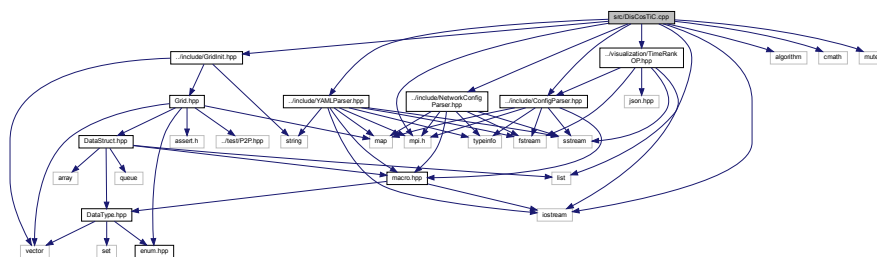 src/DisCosTiC.cpp
../include/GridInit.hpp
../visualization/TimeRank
OP.hpp
algorithm
cmath
Grid.hpp
../include/YAMLParser.hpp
../include/NetworkConfig
Parser.hpp
../include/ConfigParser.hpp
json.hpp
DataStruct.hpp
assert.h
../test/P2P.hpp
string
map
mpi.h
typeinfo
fstream
sstream
array
queue
macro.hpp
list
DataType.hpp
iostream
vector
set
enum.hpp